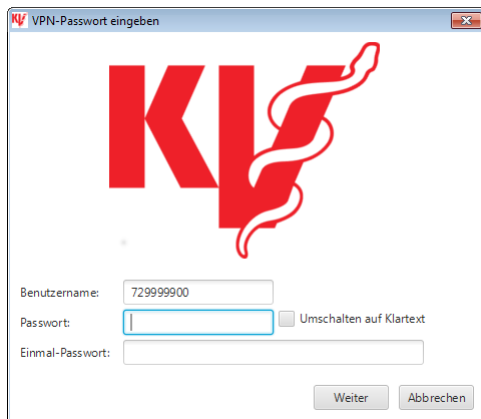 VPN-Passwort eingeben
KV
Benutzername: 729999900
Passwort: Umschalten auf Klartext
Einmal-Passwort:
Weiter Abbrechen